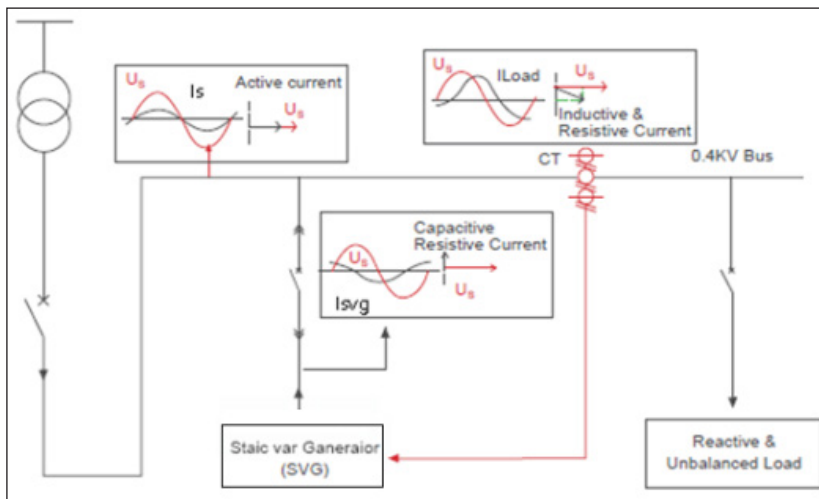 Us
Is
Active current
Us
Us
ILoad
Us
Inductive &
Resistive Current
CT
0.4KV Bus
Capacitive
Resistive Current
Us
Isvg
Us
Staic var Ganeraior
(SVG)
Reactive &
Unbalanced Load